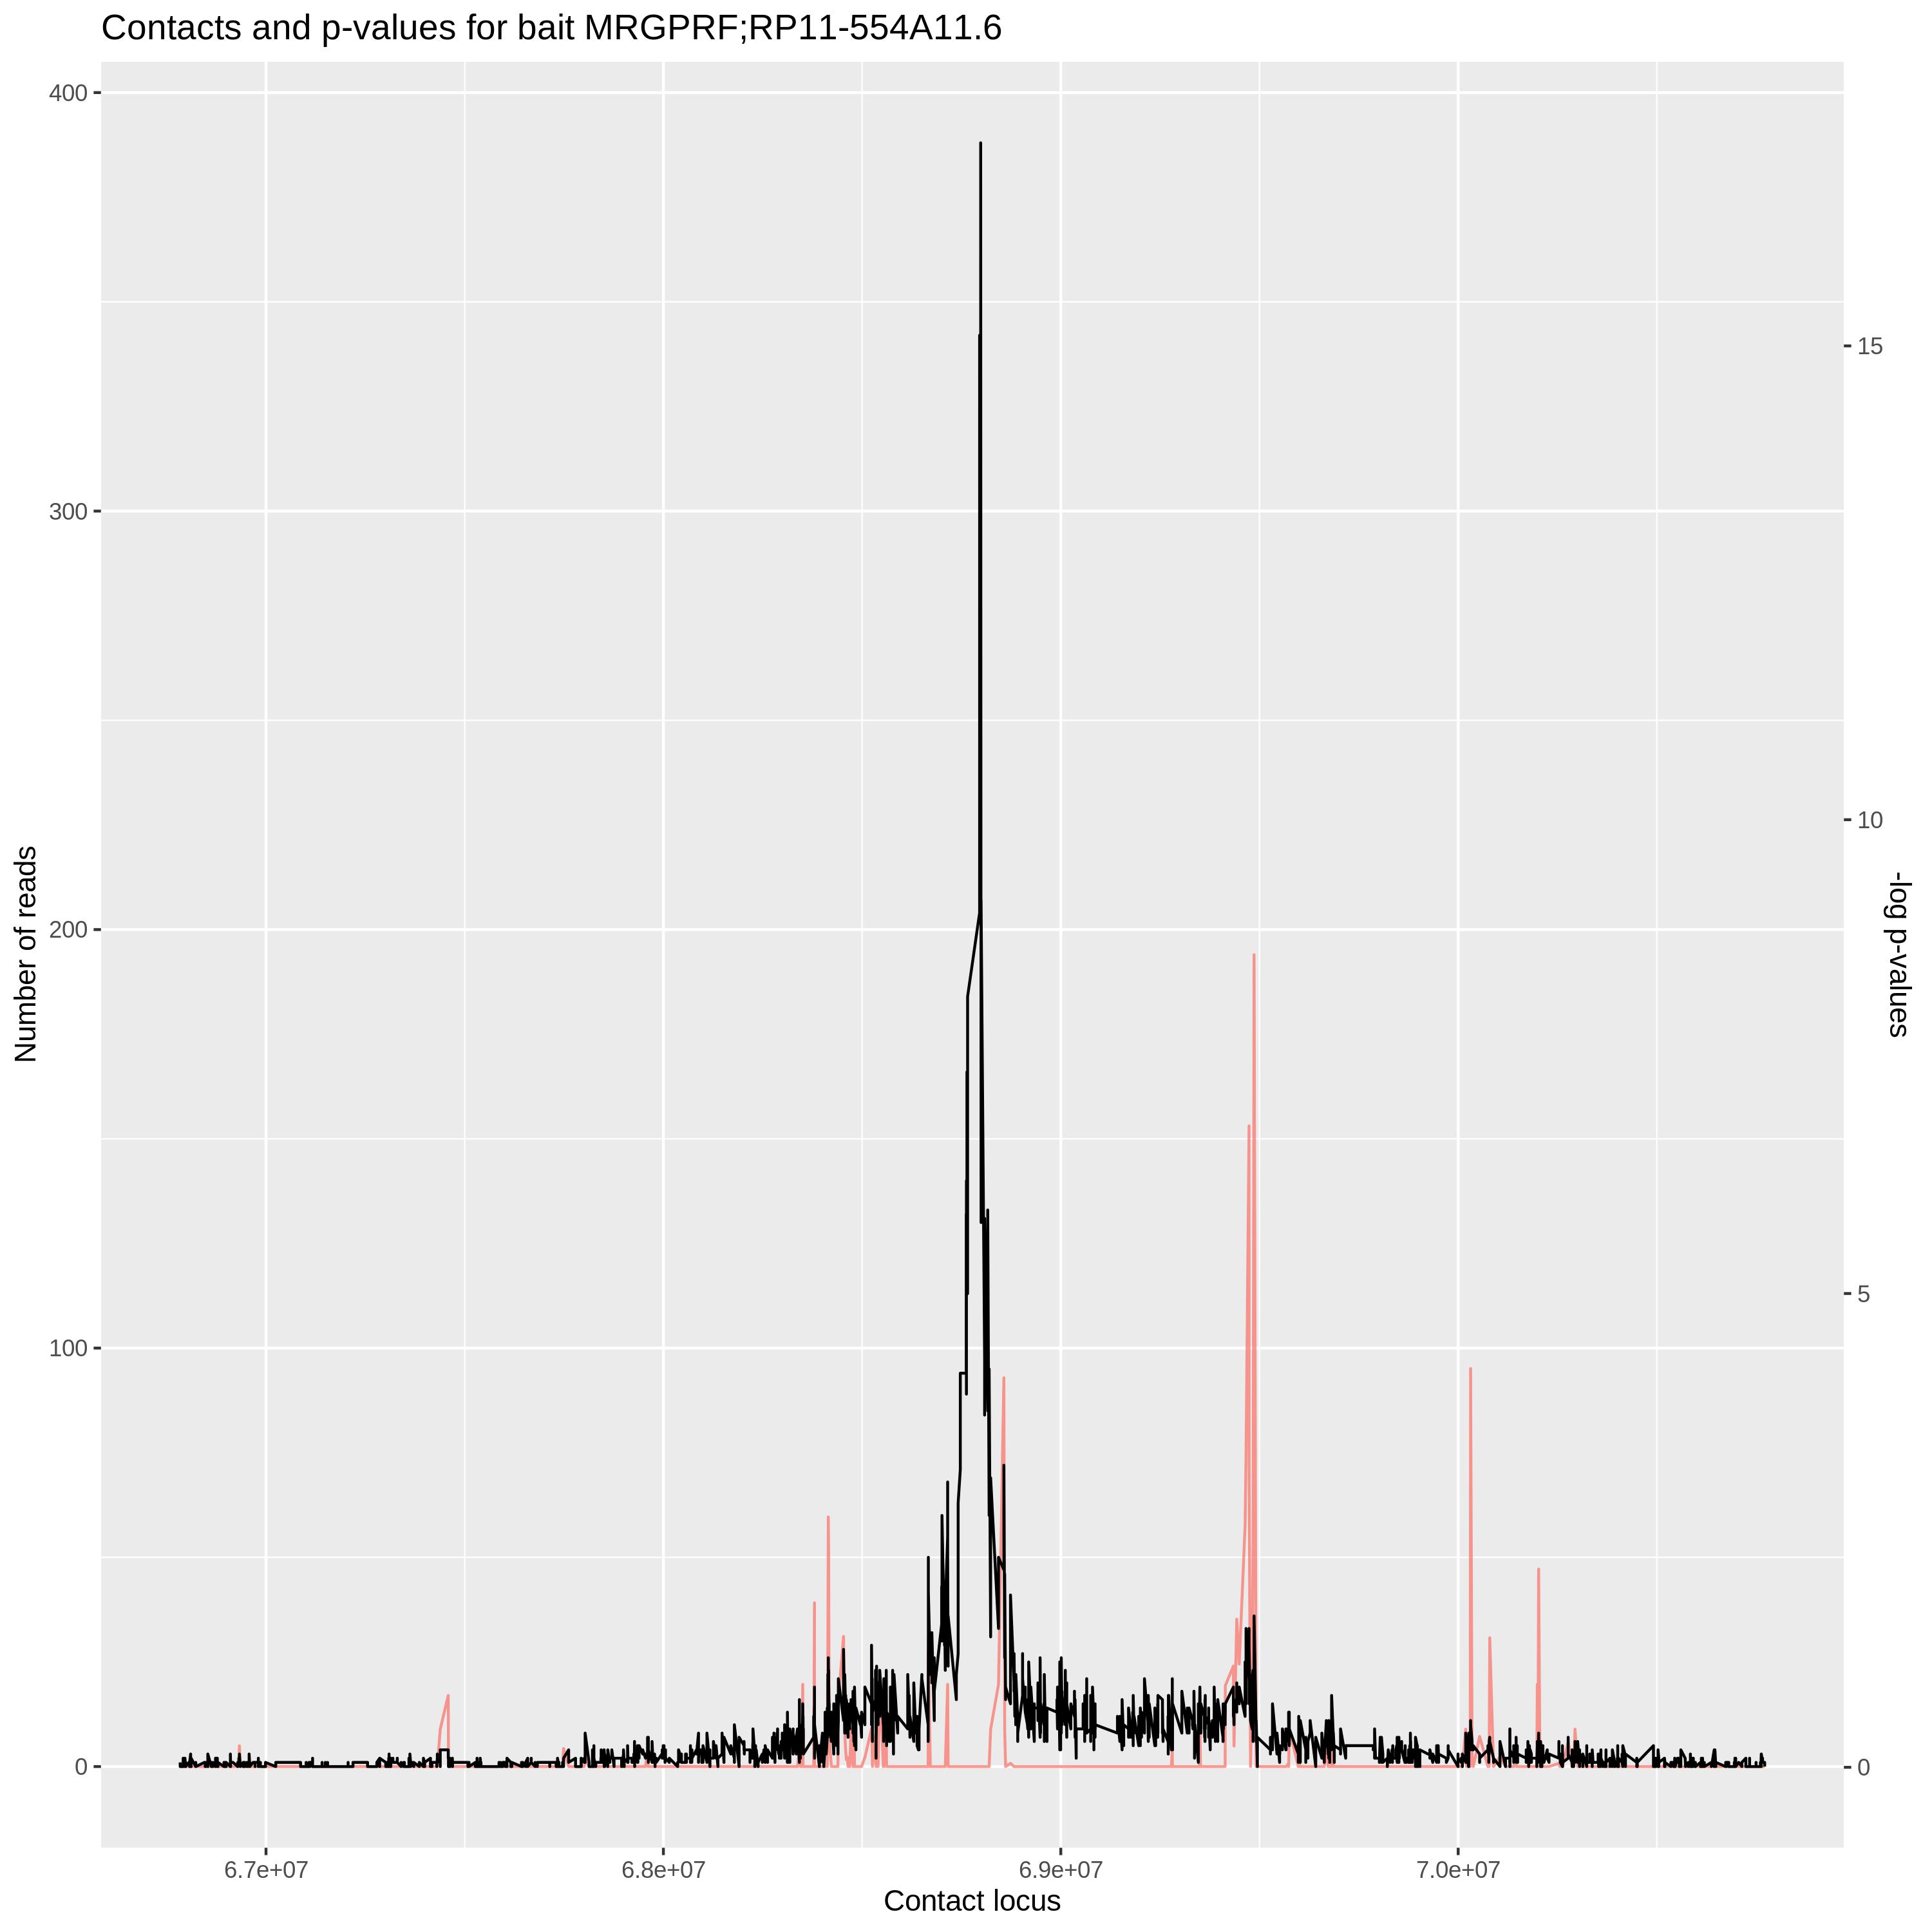 Contacts and p-values for bait MRGPRF;RP11-554A11.6
400
300
200
100
0
Number of reads
15
10
5
0
-log p-values
6.7e+07
6.8e+07
6.9e+07
7.0e+07
Contact locus